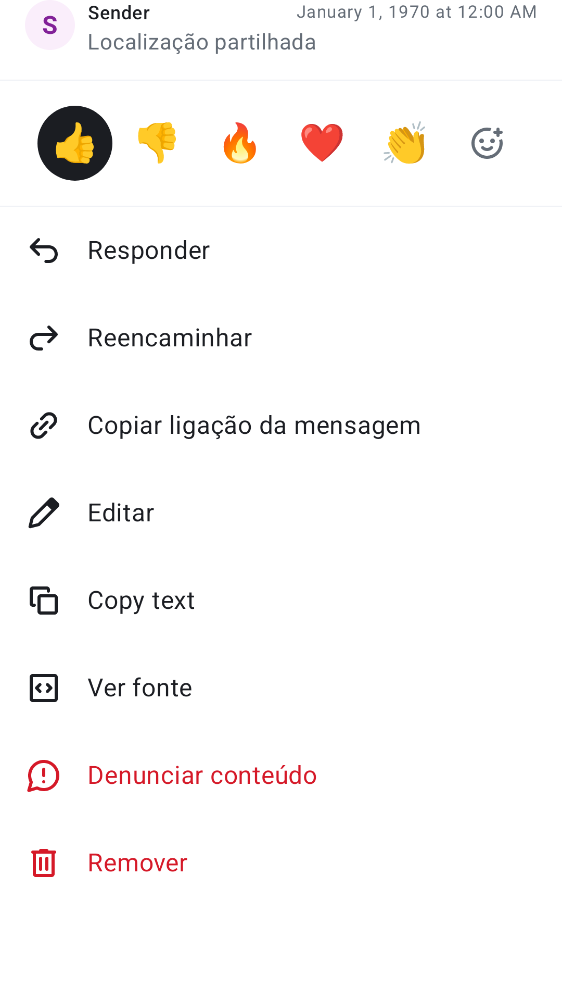 S
Sender
January 1, 1970 at 12:00 AM
Localização partilhada
Responder
Reencaminhar
Copiar ligação da mensagem
Editar
Copy text
Ver fonte
Denunciar conteúdo
Remover